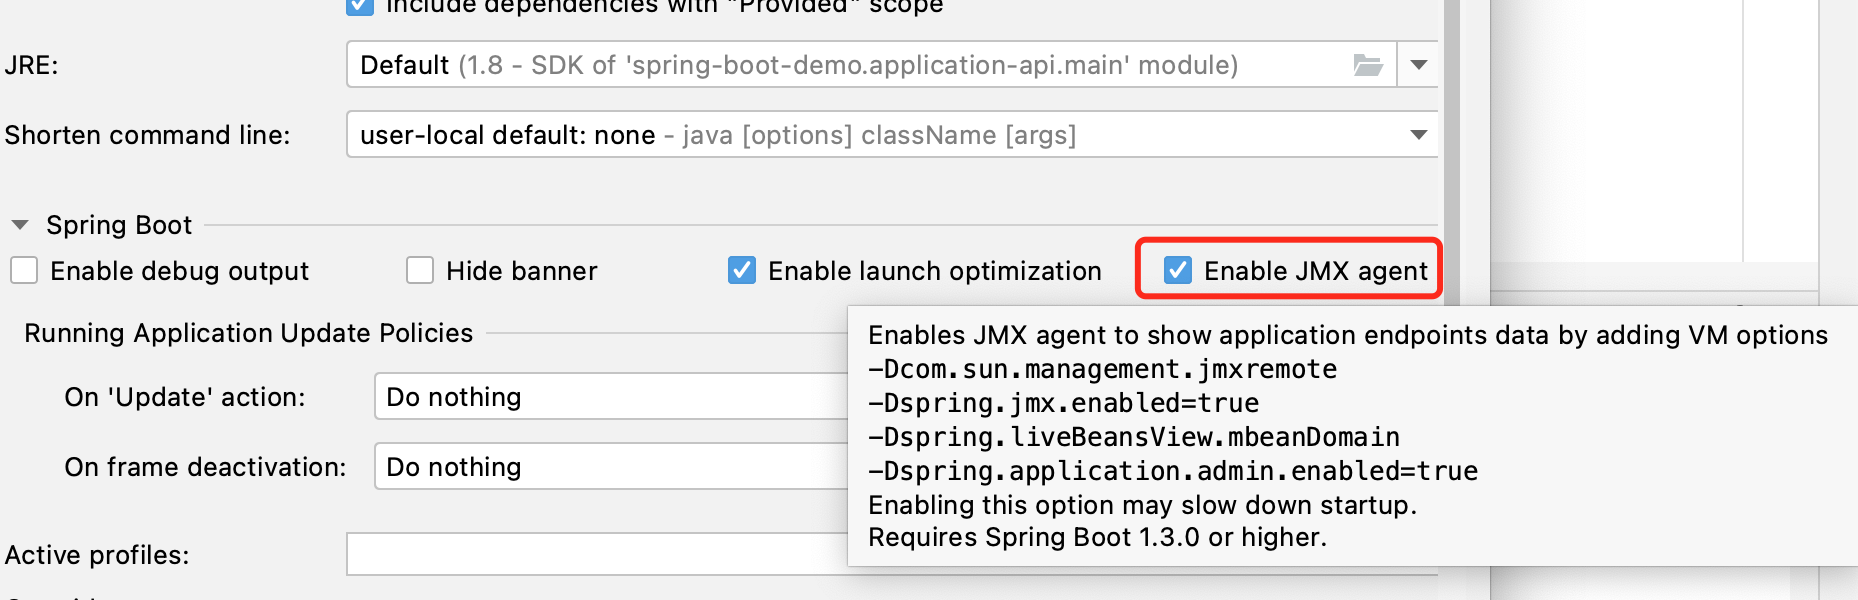 Include dependencies with "Provided" scope
JRE:
Default (1.8 - SDK of 'spring-boot-demo.application-api.main' module)
Shorten command line:
user-local default: none - java [options] className [args]
Spring Boot
Enable debug output
Hide banner
Enable launch optimization
Enable JMX agent
Running Application Update Policies
On 'Update' action:
Do nothing
On frame deactivation:
Do nothing
Active profiles:
Enables JMX agent to show application endpoints data by adding VM options
-Dcom.sun.management.jmxremote
-Dspring.jmx.enabled=true
-Dspring.liveBeansView.mbeanDomain
-Dspring.application.admin.enabled=true
Enabling this option may slow down startup.
Requires Spring Boot 1.3.0 or higher.